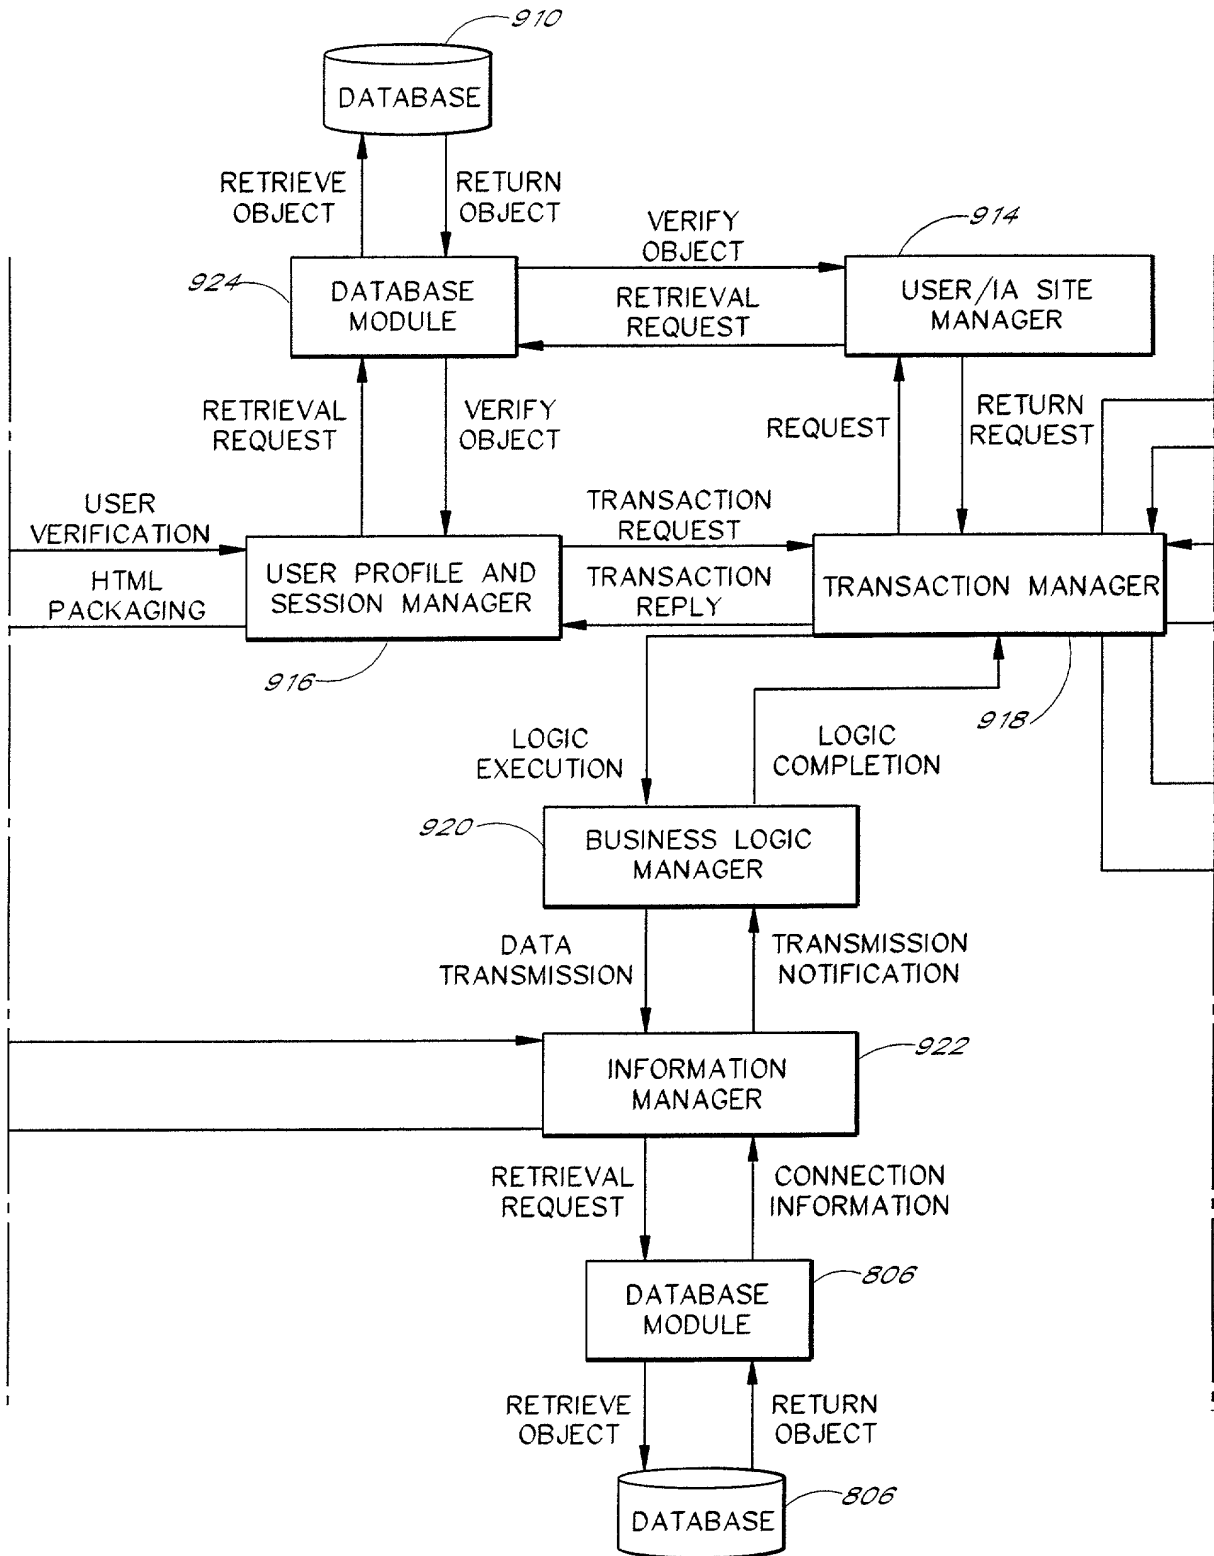 910
DATABASE
RETRIEVE
OBJECT
RETURN
OBJECT
924
DATABASE
MODULE
VERIFY
OBJECT
RETRIEVAL
REQUEST
914
USER/IA SITE
MANAGER
RETRIEVAL
REQUEST
VERIFY
OBJECT
REQUEST
RETURN
REQUEST
USER
VERIFICATION
HTML
PACKAGING
USER PROFILE AND
SESSION MANAGER
916
TRANSACTION
REQUEST
TRANSACTION
REPLY
TRANSACTION MANAGER
918
LOGIC
EXECUTION
LOGIC
COMPLETION
920
BUSINESS LOGIC
MANAGER
DATA
TRANSMISSION
TRANSMISSION
NOTIFICATION
INFORMATION
MANAGER
922
RETRIEVAL
REQUEST
CONNECTION
INFORMATION
DATABASE
MODULE
806
RETRIEVE
OBJECT
RETURN
OBJECT
DATABASE
806